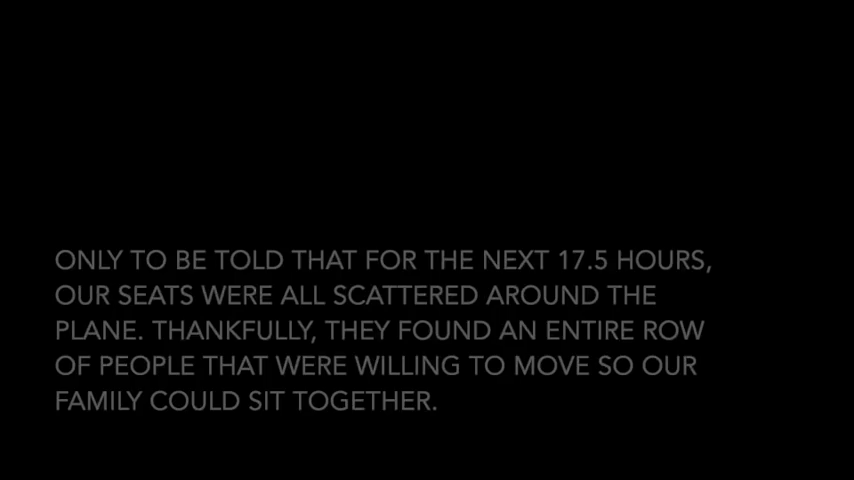 ONLY TO BE TOLD THAT FOR THE NEXT 17.5 HOURS,
OUR SEATS WERE ALL SCATTERED AROUND THE
PLANE. THANKFULLY, THEY FOUND AN ENTIRE ROW
OF PEOPLE THAT WERE WILLING TO MOVE SO OUR
FAMILY COULD SIT TOGETHER.